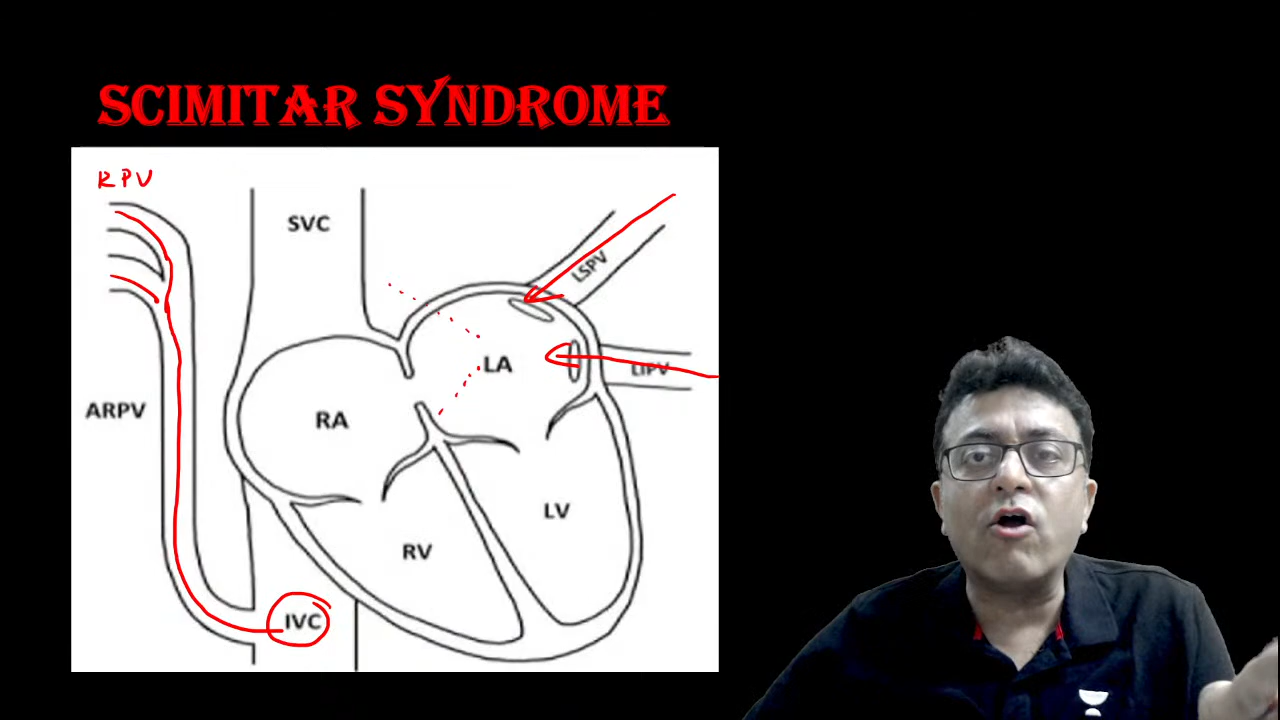 SCIMITAR SYNDROME
RPV
SVC
LSPV
LA
LIPV
ARPV
RA
LV
RV
IVC